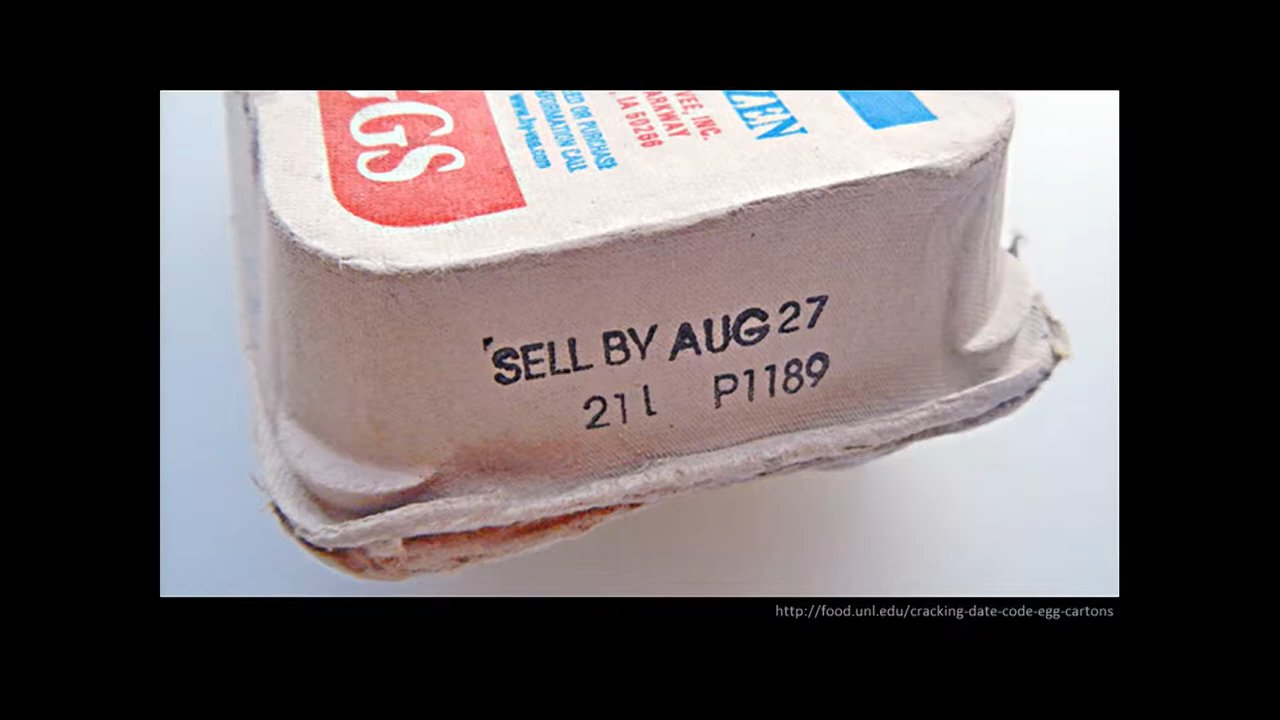 GS
ZEN
VEE, INC.
ARKWAY
, IA 50266
ED OR PURCHASE
FORMATION CALL
www.hy-vee.com
SELL BY AUG 27
211 P1189
http://food.unl.edu/cracking-date-code-egg-cartons